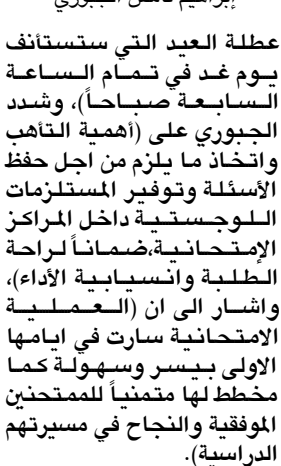 عطلة العيد التي ستستأنف
يوم غد في تمام الساعة
السابعة صباحاً)، وشدد
الجبوري على (أهمية التأهب
واتخاذ ما يلزم من اجل حفظ
الأسئلة وتوفير المستلزمات
اللوجستية داخل المراكز
الإمتحانية،ضماناً لراحة
الطلبة وانسيابية الأداء)،
واشار الى ان (العملية
الامتحانية سارت في ايامها
الاولى بيسر وسهولة كما
مخطط لها متمنياً للممتحنين
الموفقية والنجاح في مسيرتهم
الدراسية).